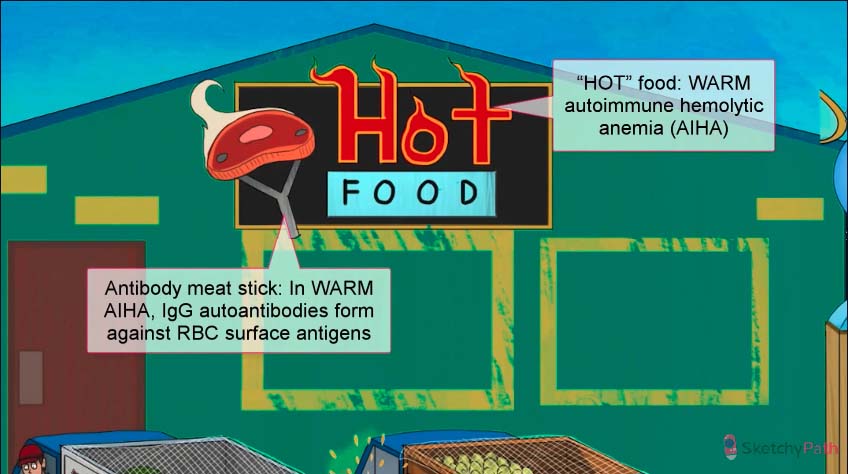 Hot
FOOD
“HOT” food: WARM
autoimmune hemolytic
anemia (AIHA)
Antibody meat stick: In WARM
AIHA, IgG autoantibodies form
against RBC surface antigens
SketchyPath